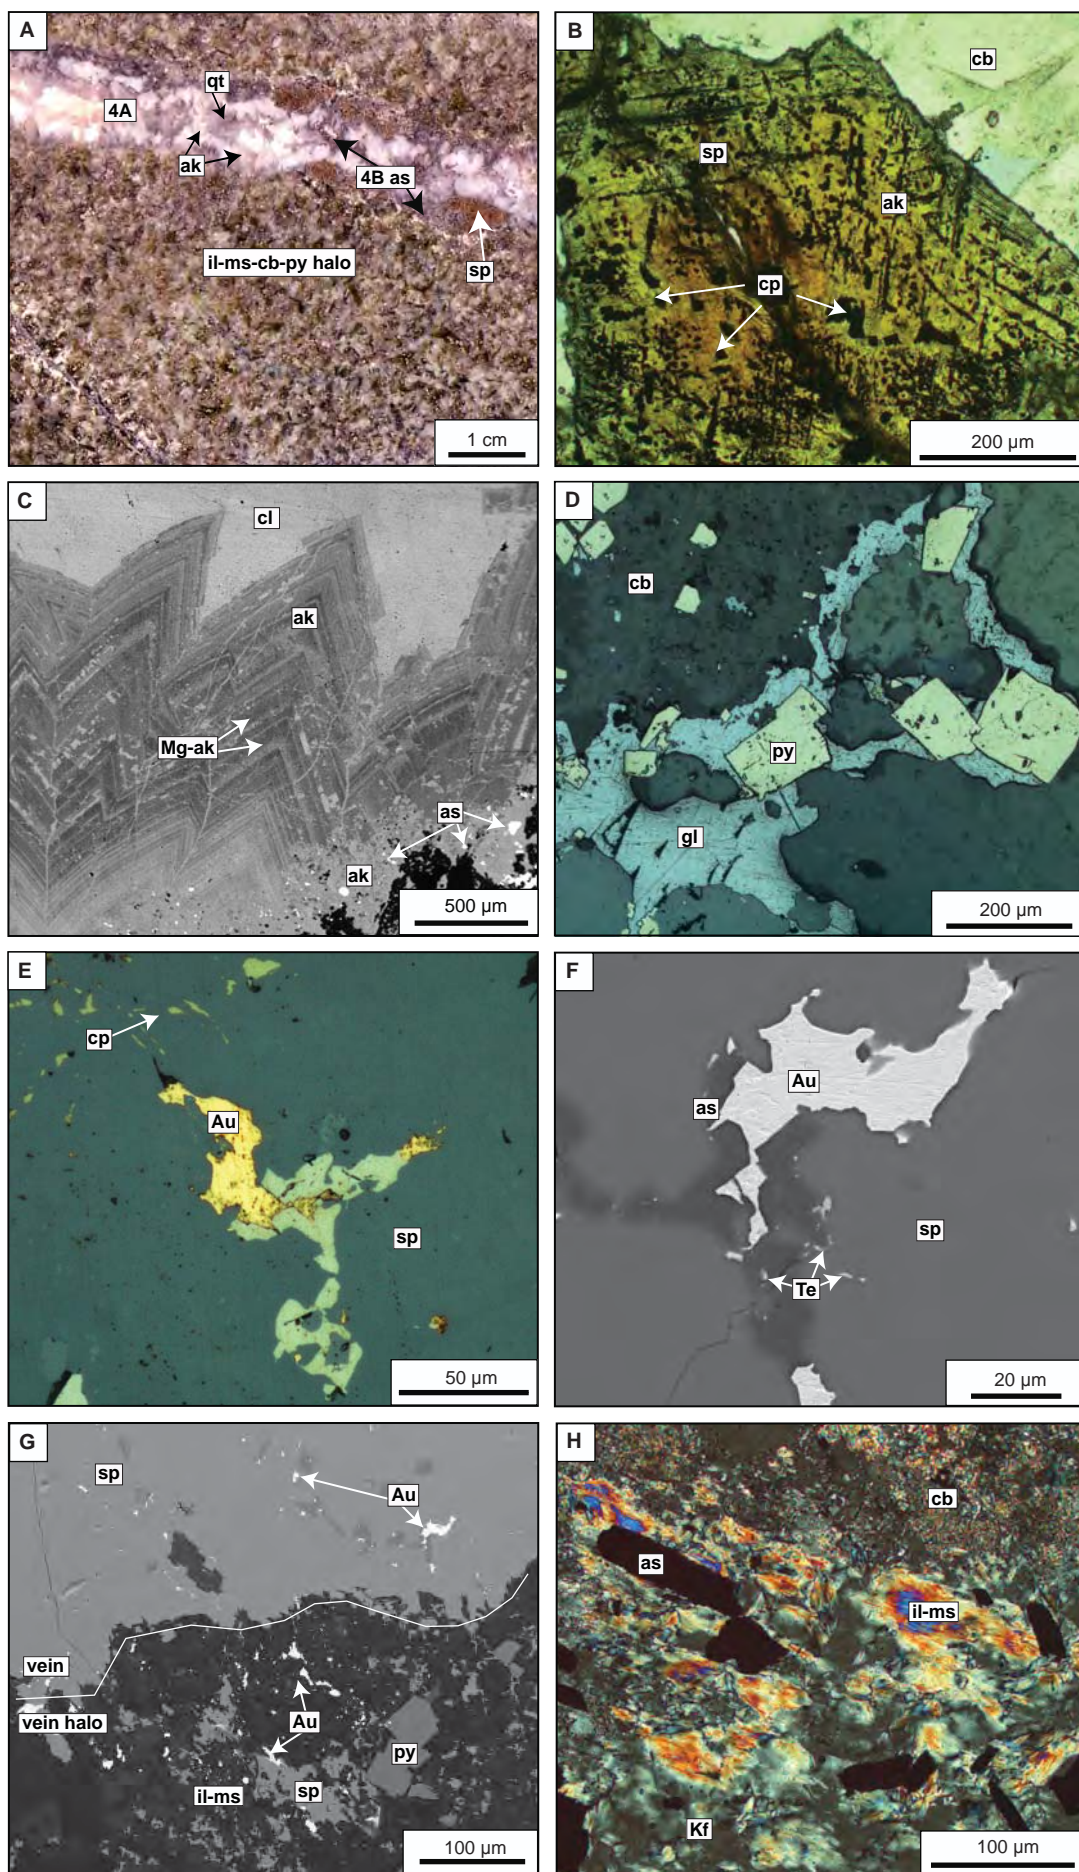 A
4A
qt
ak
4B as
il-ms-cb-py halo
sp
1 cm
B
cb
sp
ak
cp
200 µm
C
cl
ak
Mg-ak
as
ak
500 µm
D
cb
py
gl
200 µm
E
cp
Au
sp
50 µm
F
Au
as
sp
Te
20 µm
G
sp
Au
vein
vein halo
Au
py
il-ms
sp
100 µm
H
cb
as
il-ms
Kf
100 µm